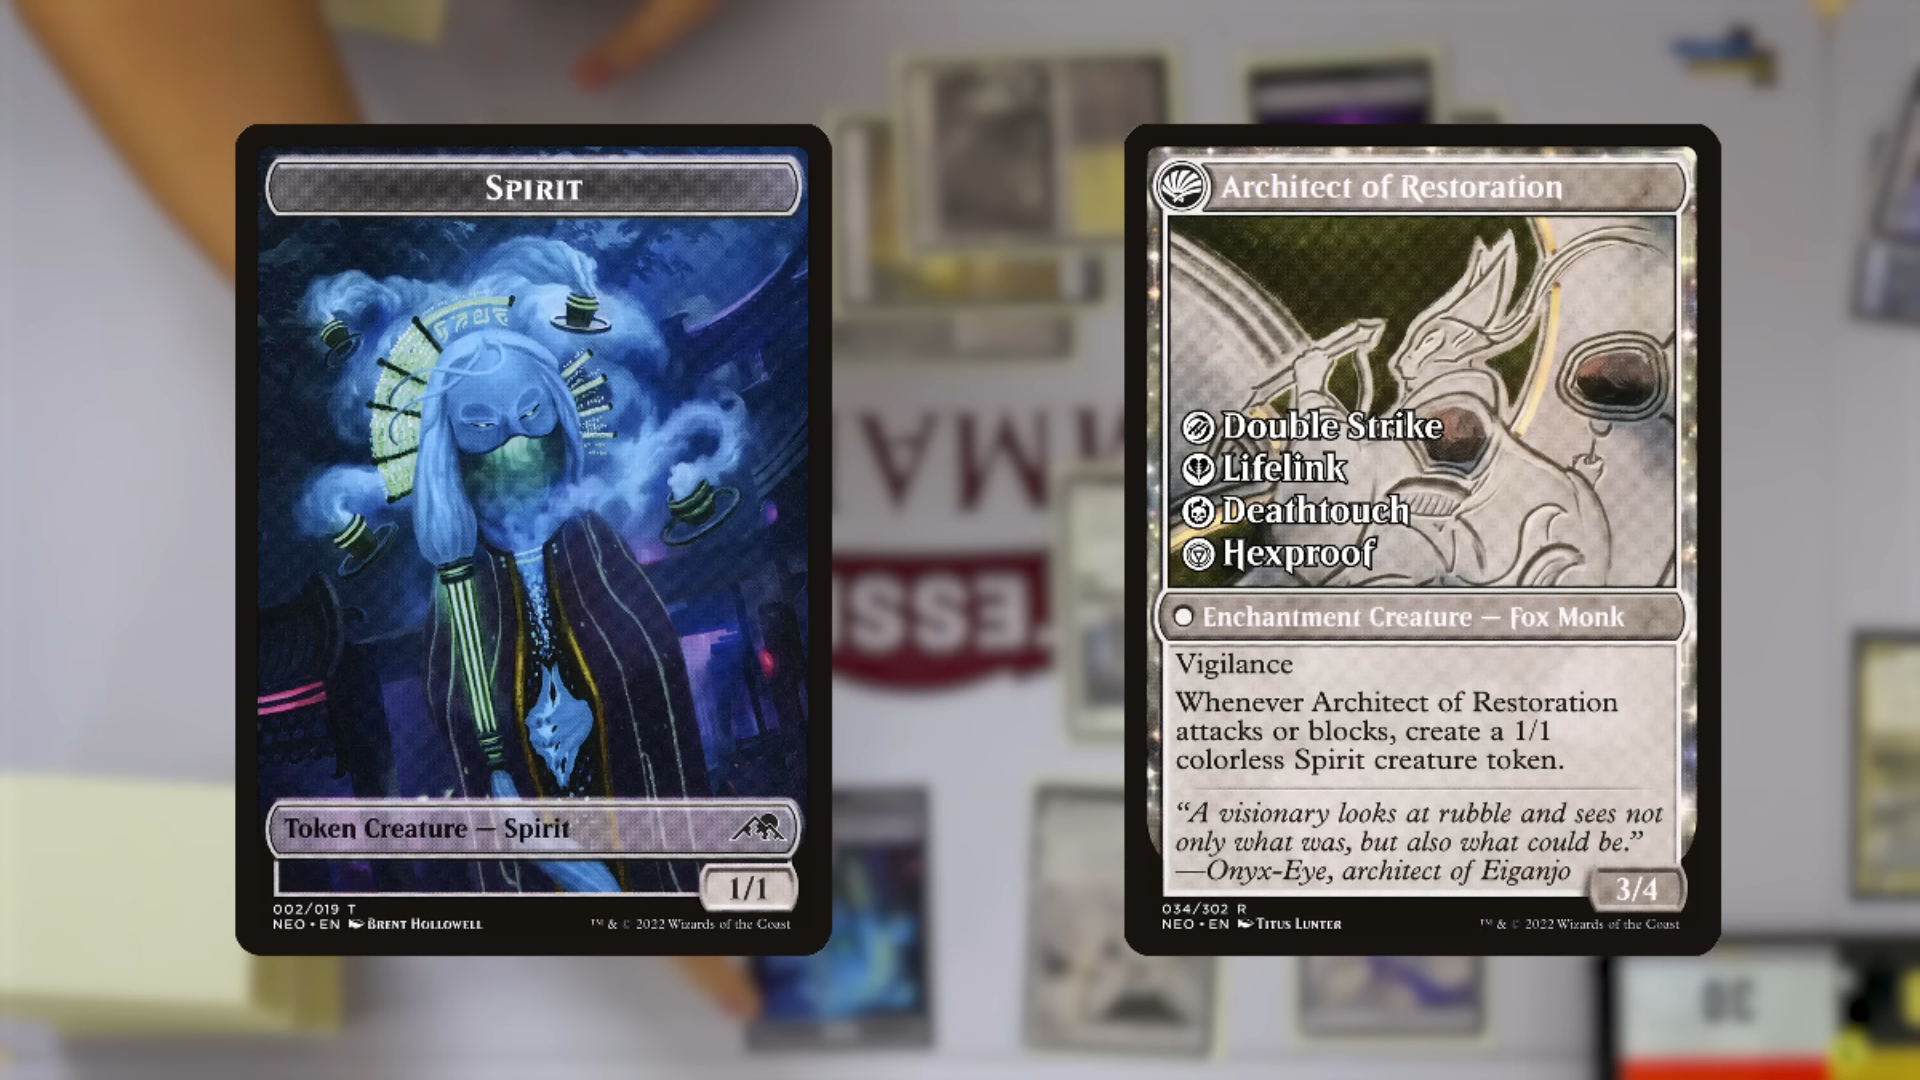 Spirit
Token Creature — Spirit
1/1
002/019 T
NEO • EN Brent Hollowell
™ & © 2022 Wizards of the Coast
Architect of Restoration
Double Strike
Lifelink
Deathtouch
Hexproof
Enchantment Creature — Fox Monk
Vigilance
Whenever Architect of Restoration
attacks or blocks, create a 1/1
colorless Spirit creature token.
“A visionary looks at rubble and sees not
only what was, but also what could be.”
—Onyx-Eye, architect of Eiganjo
3/4
034/302 R
NEO • EN Titus Lunter
™ & © 2022 Wizards of the Coast